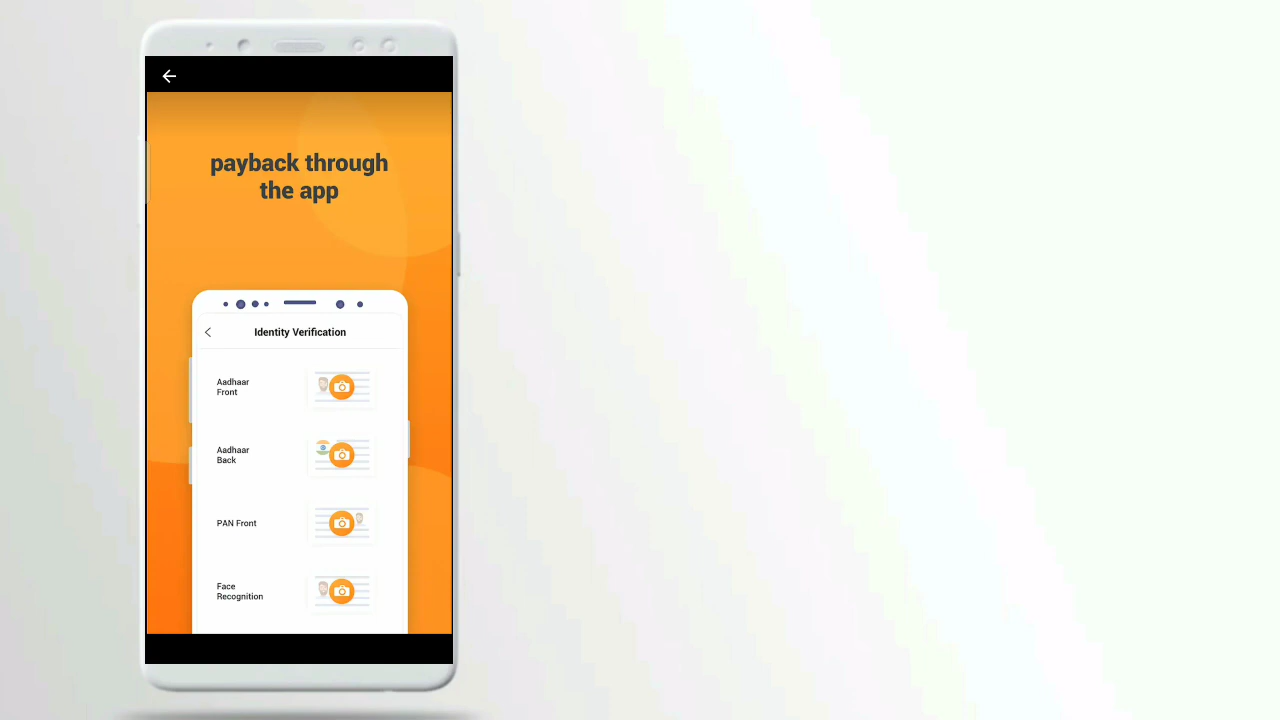 payback through
the app
Identity Verification
Aadhaar
Front
Aadhaar
Back
PAN Front
Face
Recognition